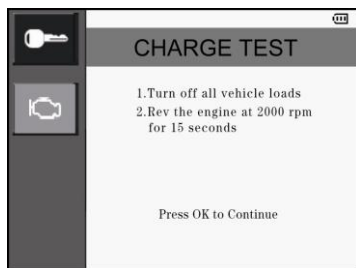 CHARGE TEST
1.Turn off all vehicle loads
2.Rev the engine at 2000 rpm
for 15 seconds
Press OK to Continue